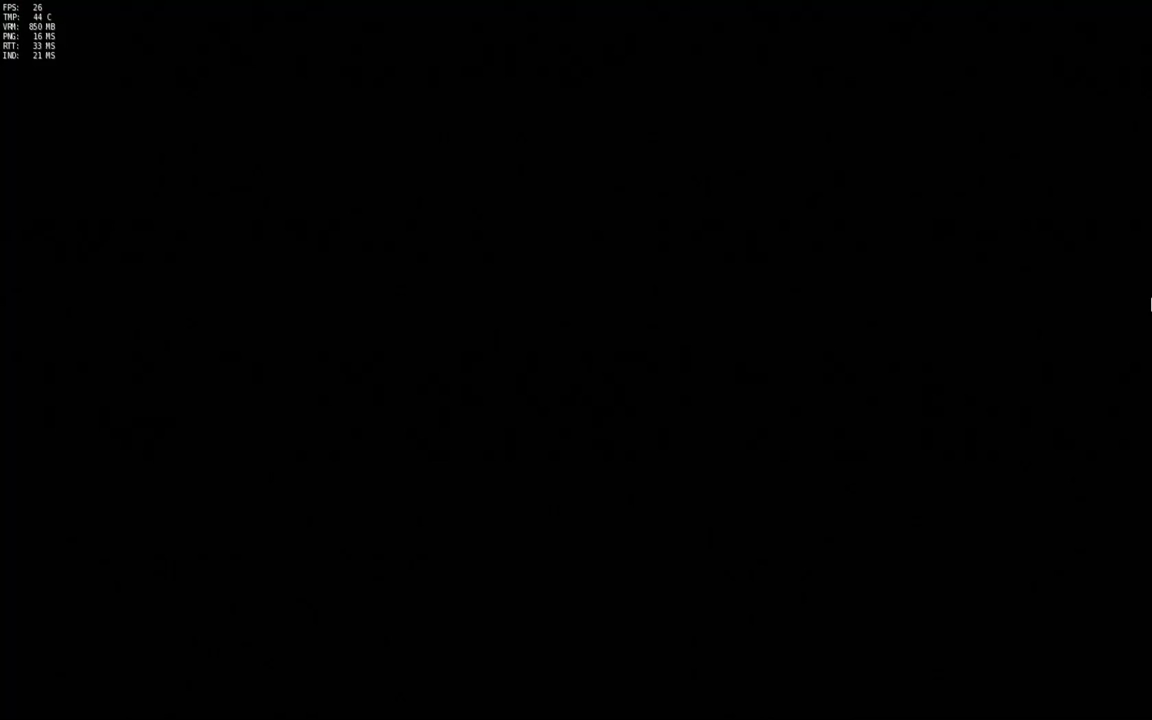 FPS: 26
TMP: 44 C
VRM: 850 MB
PNG: 16 MS
RTT: 33 MS
IND: 21 MS